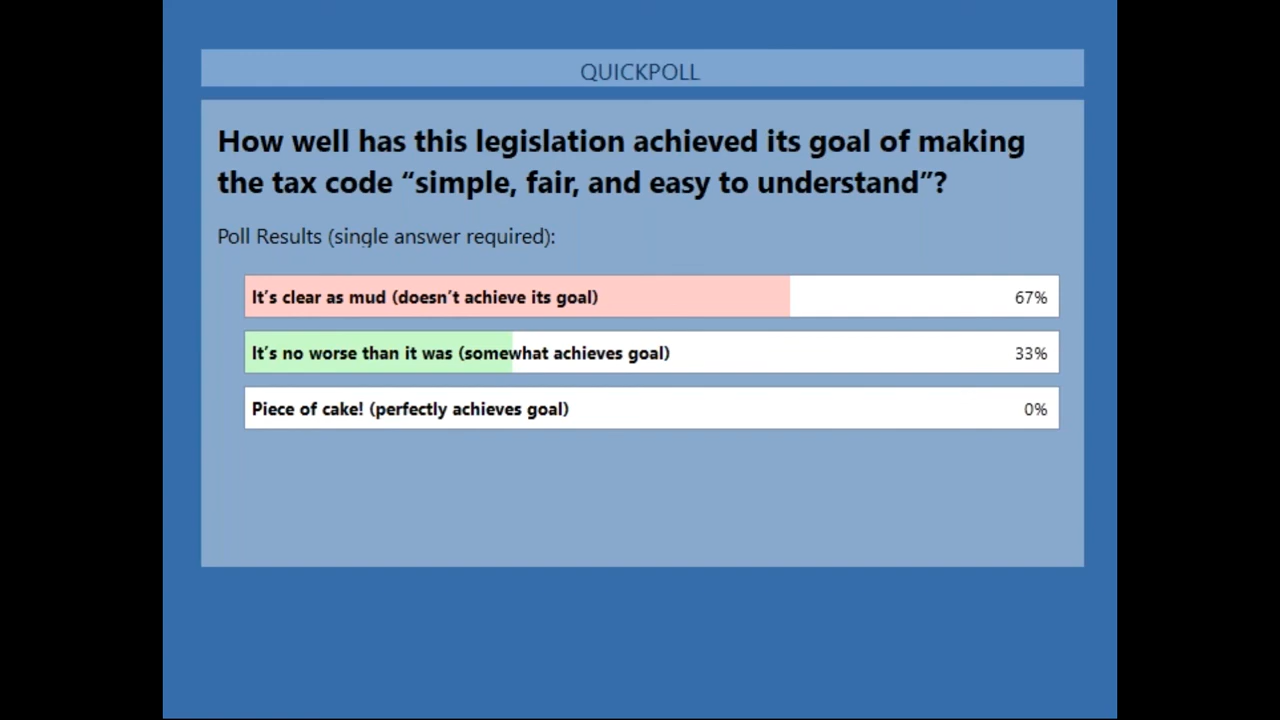 QUICKPOLL
How well has this legislation achieved its goal of making
the tax code “simple, fair, and easy to understand”?
Poll Results (single answer required):
It's clear as mud (doesn't achieve its goal) 67%
It's no worse than it was (somewhat achieves goal) 33%
Piece of cake! (perfectly achieves goal) 0%